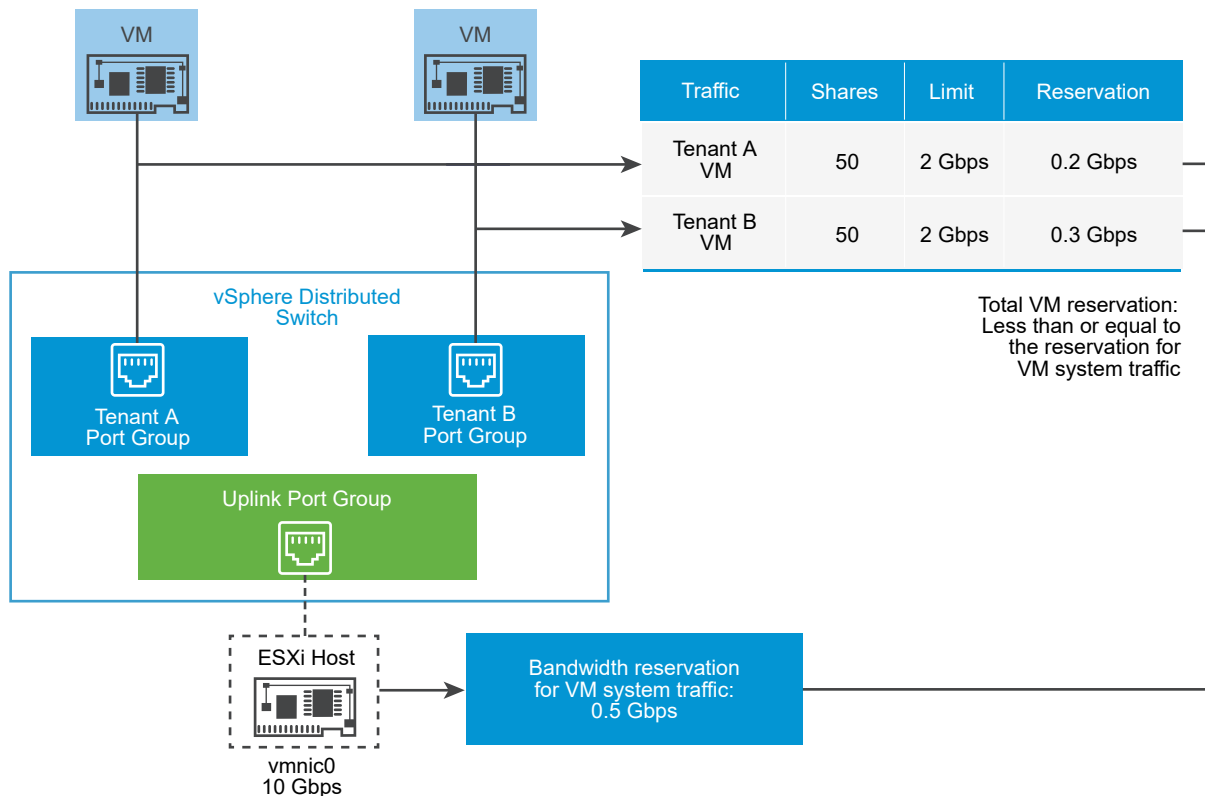 VM
VM
Traffic Shares Limit Reservation
Tenant A
VM
50 2 Gbps 0.2 Gbps
Tenant B
VM
50 2 Gbps 0.3 Gbps
Total VM reservation:
Less than or equal to
the reservation for
VM system traffic
vSphere Distributed
Switch
Tenant A
Port Group
Tenant B
Port Group
Uplink Port Group
ESXi Host
vmnic0
10 Gbps
Bandwidth reservation
for VM system traffic:
0.5 Gbps